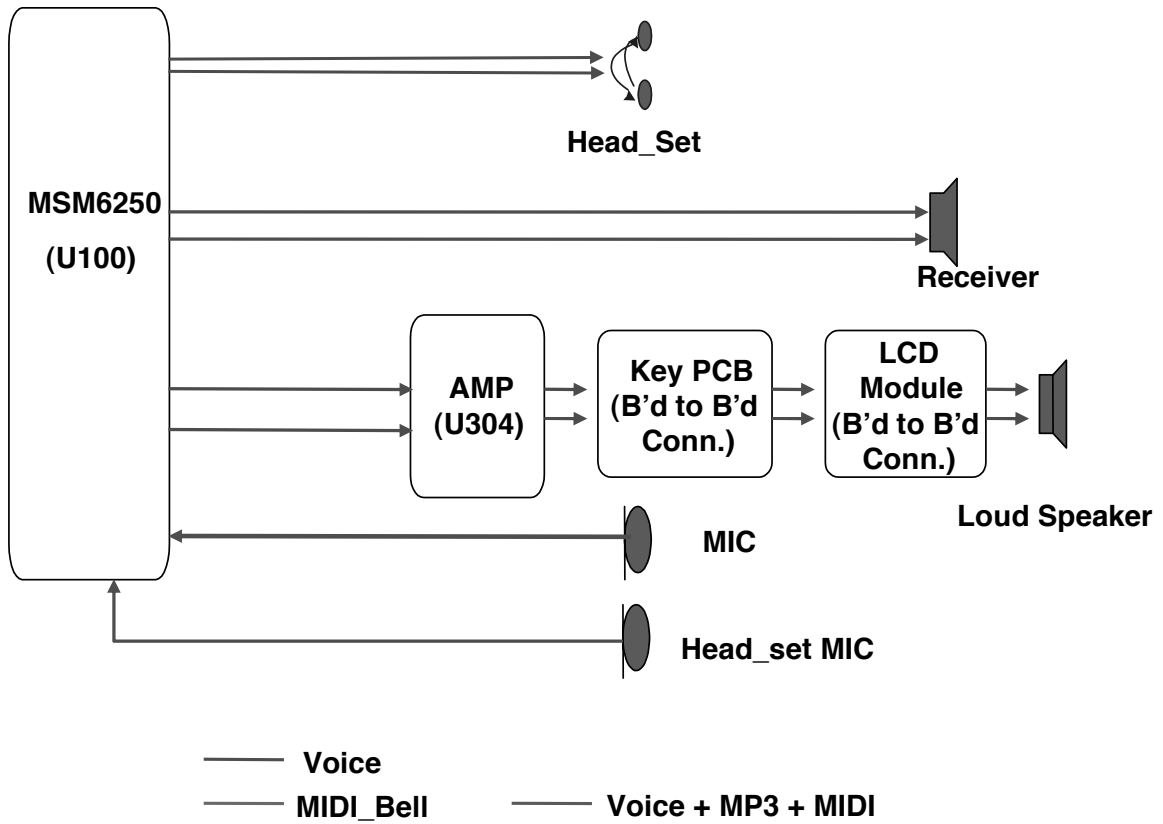 Head_Set
MSM6250
(U100)
Receiver
AMP
(U304)
Key PCB
(B’d to B’d
Conn.)
LCD
Module
(B’d to B’d
Conn.)
Loud Speaker
MIC
Head_set MIC
Voice
MIDI_Bell
Voice + MP3 + MIDI